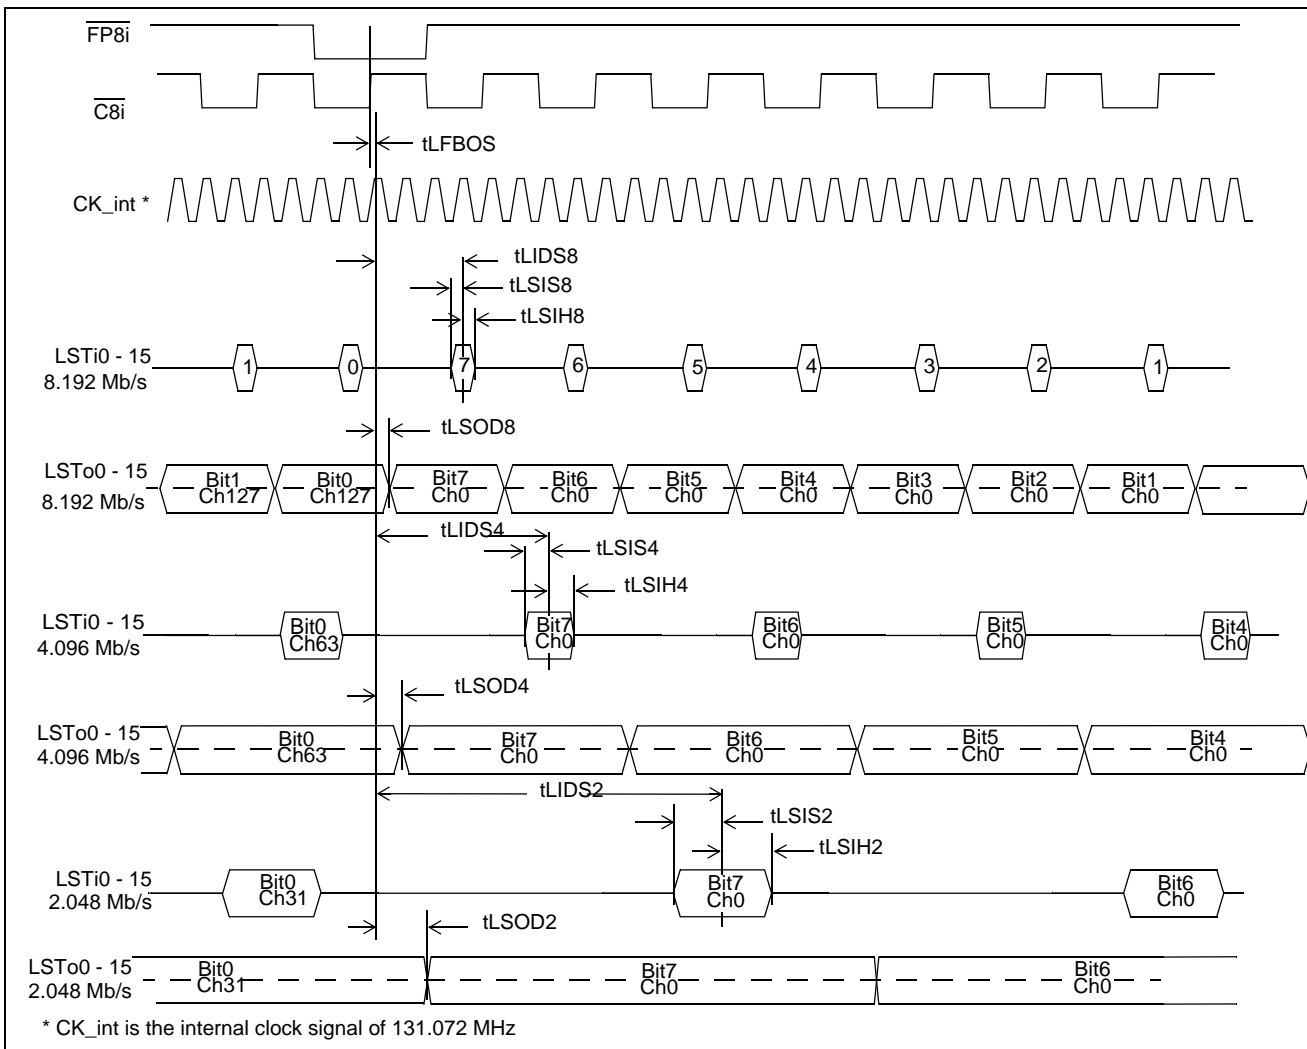 FP8i
C8i
tLFBOS
CK_int *
tLIDS8
tLSIS8
tLSIH8
LSTi0 - 15
8.192 Mb/s
1 0 7 6 5 4 3 2 1
tLSOD8
LSTo0 - 15
8.192 Mb/s
Bit1 Bit0 Bit7 Bit6 Bit5 Bit4 Bit3 Bit2 Bit1
Ch127 Ch127 Ch0 Ch0 Ch0 Ch0 Ch0 Ch0 Ch0
tLIDS4
tLSIS4
tLSIH4
LSTi0 - 15
4.096 Mb/s
Bit0 Bit7 Bit6 Bit5 Bit4
Ch63 Ch0 Ch0 Ch0 Ch0
tLSOD4
LSTo0 - 15
4.096 Mb/s
Bit0 Bit7 Bit6 Bit5 Bit4
Ch63 Ch0 Ch0 Ch0 Ch0
tLIDS2
tLSIS2
tLSIH2
LSTi0 - 15
2.048 Mb/s
Bit0 Bit7 Bit6
Ch31 Ch0 Ch0
tLSOD2
LSTo0 - 15
2.048 Mb/s
Bit0 Bit7 Bit6
Ch31 Ch0 Ch0
* CK_int is the internal clock signal of 131.072 MHz